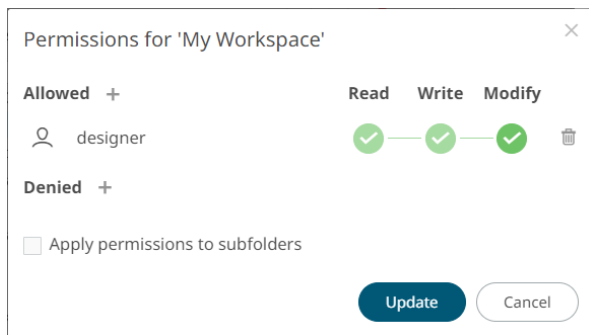 Permissions for 'My Workspace'
Allowed + Read Write Modify
designer
Denied +
Apply permissions to subfolders
Update Cancel